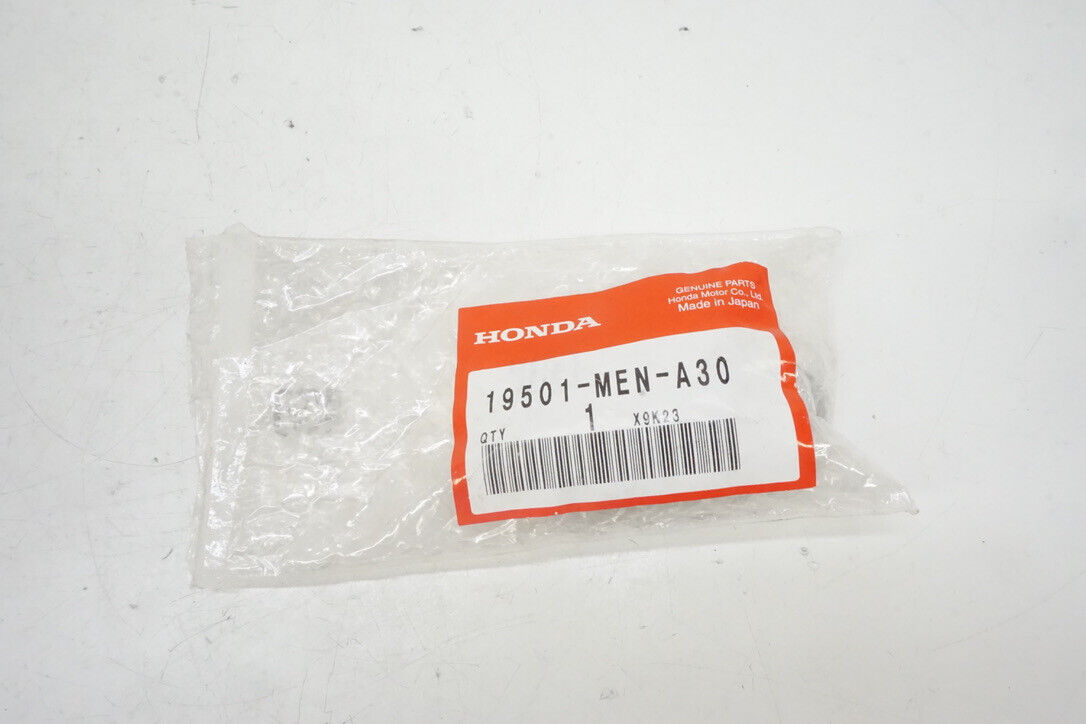 GENUINE PARTS
Honda Motor Co., Ltd.
Made in Japan
HONDA
19501-MEN-A30
QTY 1 X9K23